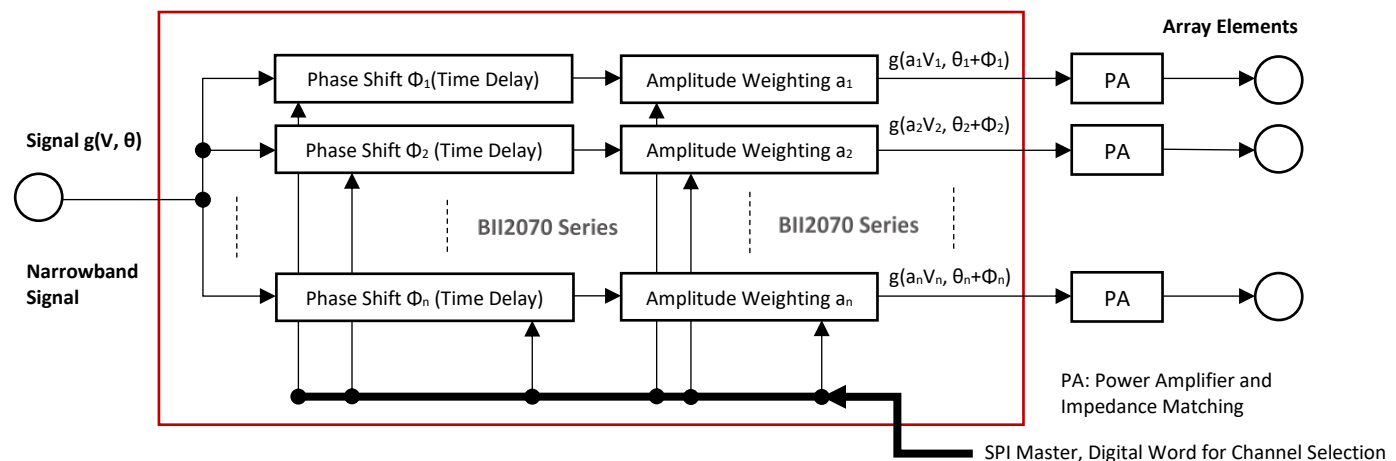 Array Elements
Phase Shift Φ₁(Time Delay)
Amplitude Weighting a₁
g(a₁V₁, θ₁+Φ₁)
PA
Signal g(V, θ)
Phase Shift Φ₂ (Time Delay)
Amplitude Weighting a₂
g(a₂V₂, θ₂+Φ₂)
PA
BII2070 Series
BII2070 Series
Narrowband
Signal
Phase Shift Φₙ (Time Delay)
Amplitude Weighting aₙ
g(aₙVₙ, θₙ+Φₙ)
PA
PA: Power Amplifier and
Impedance Matching
SPI Master, Digital Word for Channel Selection